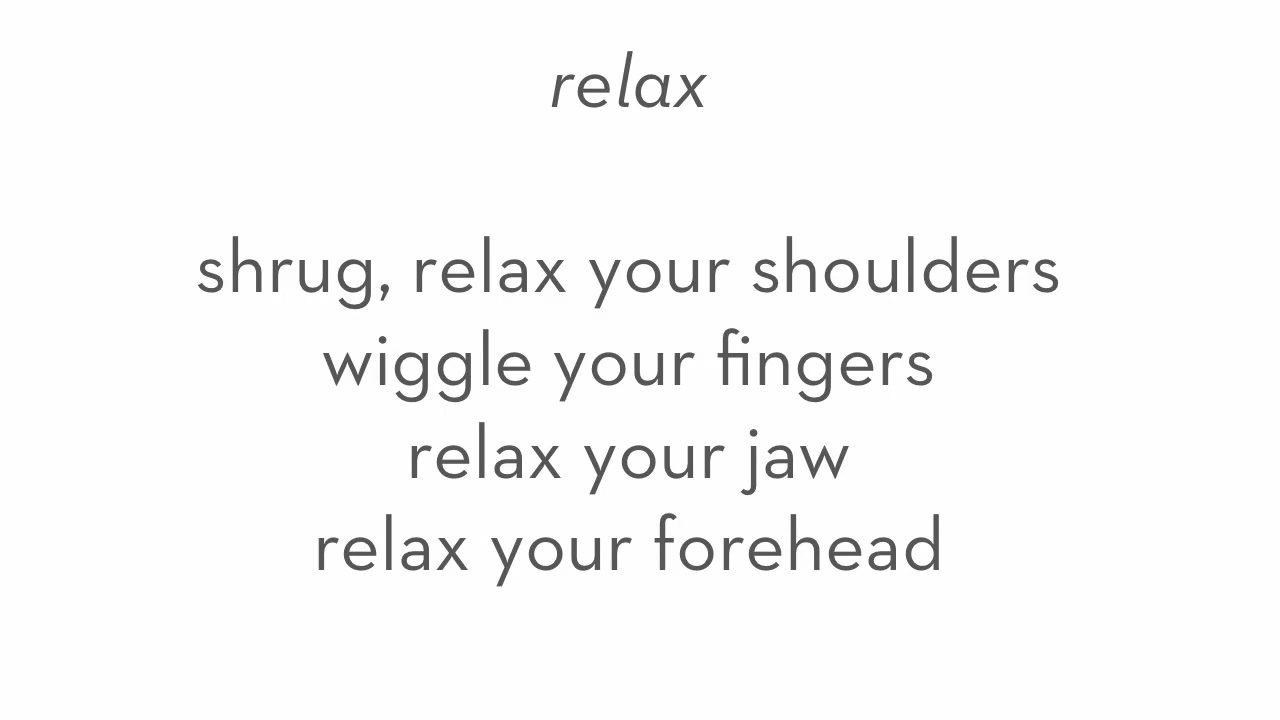 relax
shrug, relax your shoulders
wiggle your fingers
relax your jaw
relax your forehead